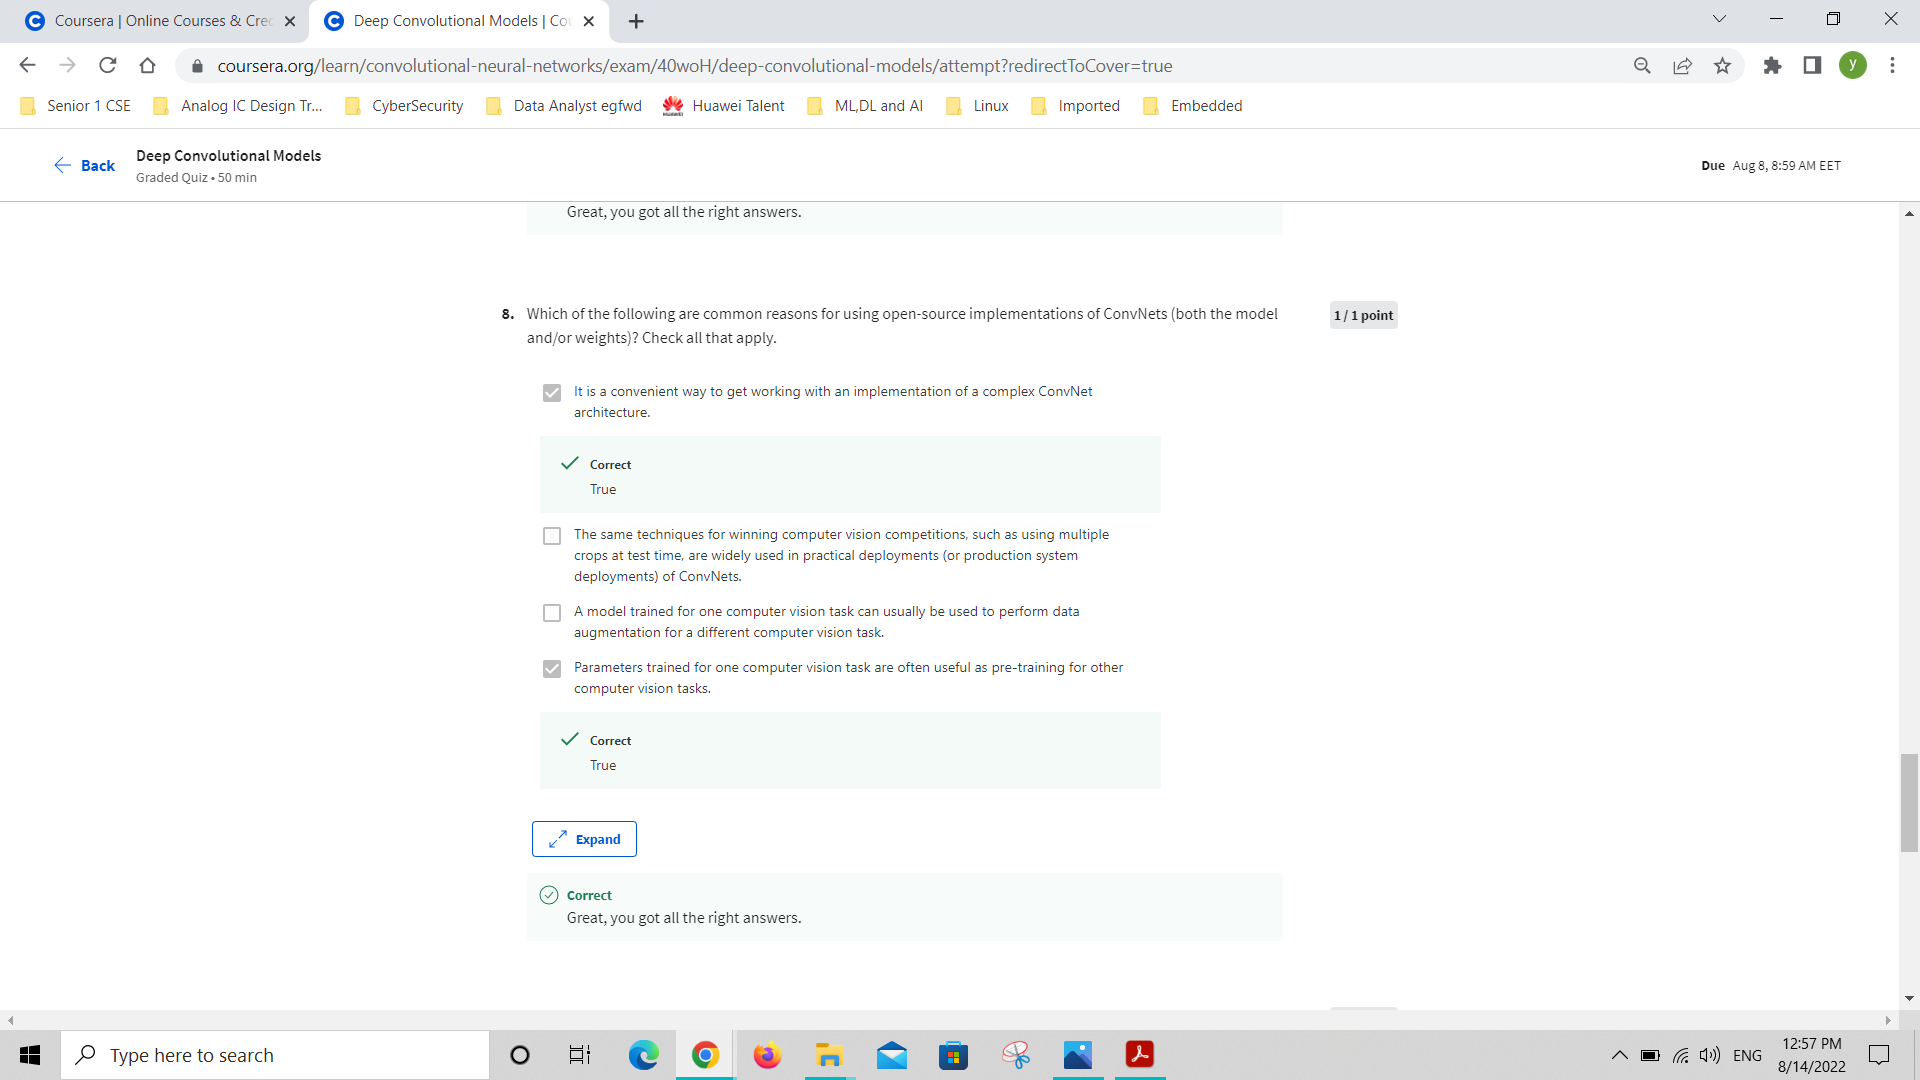 Coursera | Online Courses & Cre
Deep Convolutional Models | Co
coursera.org/learn/convolutional-neural-networks/exam/40woH/deep-convolutional-models/attempt?redirectToCover=true
y
Senior 1 CSE
Analog IC Design Tr...
CyberSecurity
Data Analyst egfwd
Huawei Talent
ML,DL and AI
Linux
Imported
Embedded
Back
Deep Convolutional Models
Graded Quiz • 50 min
Due Aug 8, 8:59 AM EET
Great, you got all the right answers.
8. Which of the following are common reasons for using open-source implementations of ConvNets (both the model
and/or weights)? Check all that apply.
1 / 1 point
It is a convenient way to get working with an implementation of a complex ConvNet
architecture.
Correct
True
The same techniques for winning computer vision competitions, such as using multiple
crops at test time, are widely used in practical deployments (or production system
deployments) of ConvNets.
A model trained for one computer vision task can usually be used to perform data
augmentation for a different computer vision task.
Parameters trained for one computer vision task are often useful as pre-training for other
computer vision tasks.
Correct
True
Expand
Correct
Great, you got all the right answers.
Type here to search
ENG
12:57 PM
8/14/2022